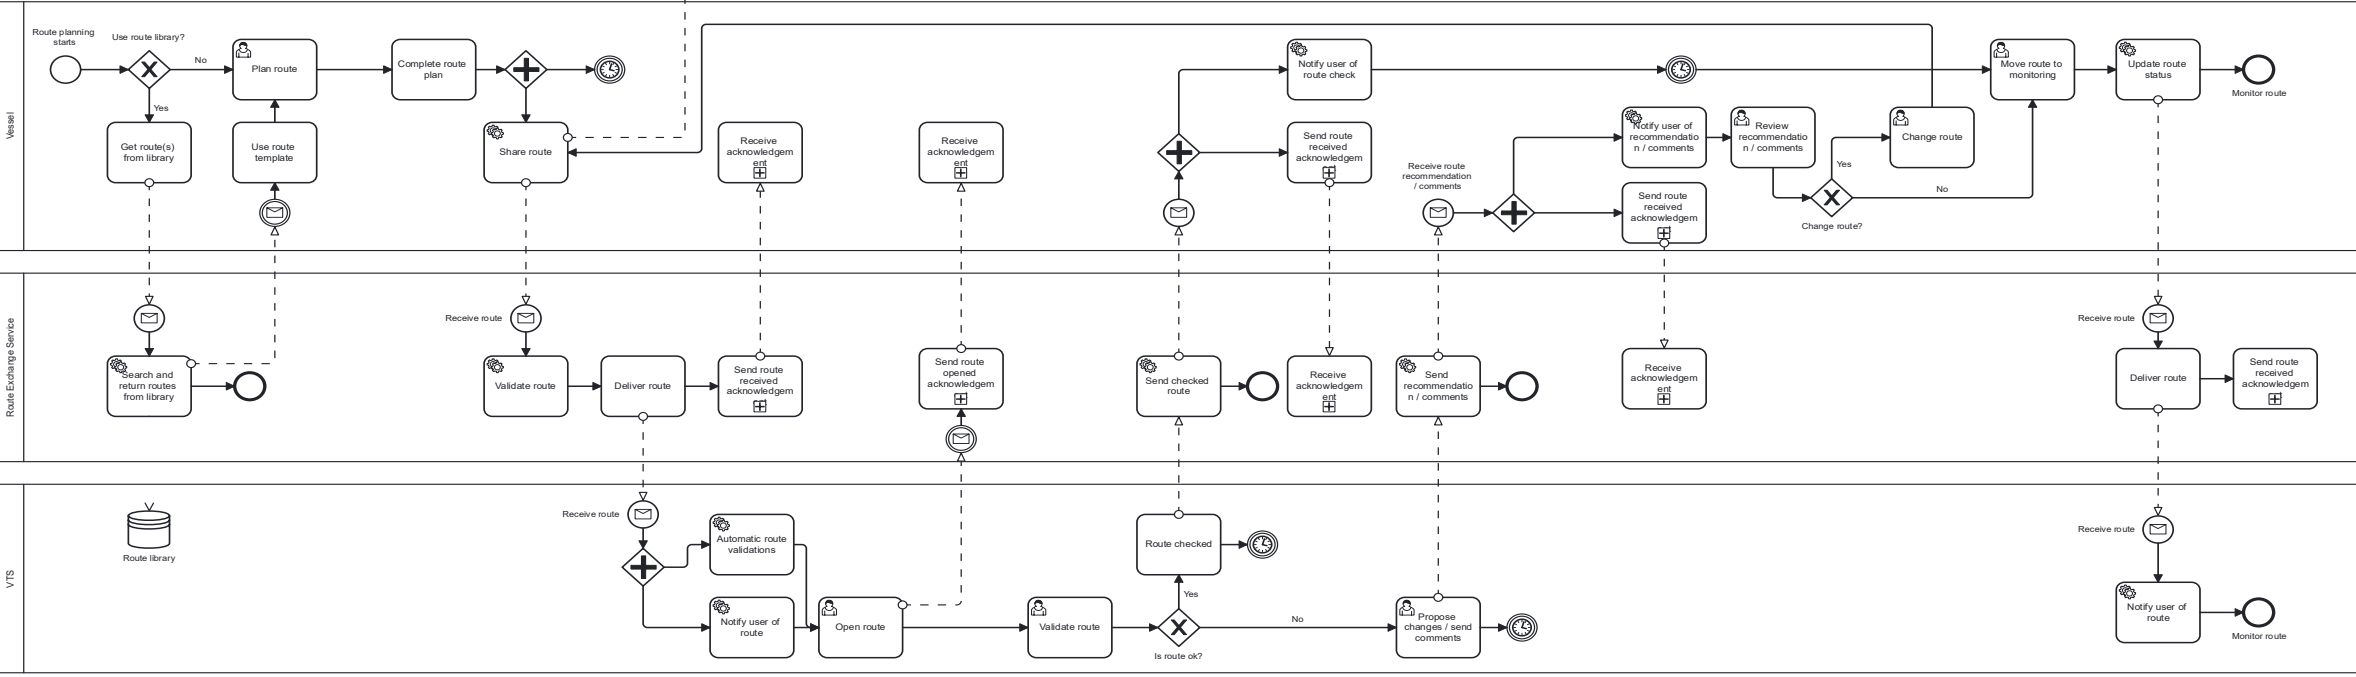 Vessel
Route planning
starts
Use route library?
No
Yes
Plan route
Complete route
plan
Get route(s)
from library
Use route
template
Share route
Receive
acknowledgem
ent
Receive
acknowledgem
ent
Notify user of
route check
Send route
received
acknowledgem
Receive route
recommendation
/ comments
Notify user of
recommendatio
n / comments
Review
recommendatio
n / comments
Send route
received
acknowledgem
Yes
Change route
No
Change route?
Move route to
monitoring
Update route
status
Monitor route
Route Exchange Service
Search and
return routes
from library
Receive route
Validate route
Deliver route
Send route
received
acknowledgem
Send route
opened
acknowledgem
Send checked
route
Receive
acknowledgem
ent
Send
recommendatio
n / comments
Receive
acknowledgem
ent
Receive route
Deliver route
Send route
received
acknowledgem
VTS
Route library
Receive route
Automatic route
validations
Notify user of
route
Open route
Validate route
Route checked
Yes
No
Is route ok?
Propose
changes / send
comments
Receive route
Notify user of
route
Monitor route